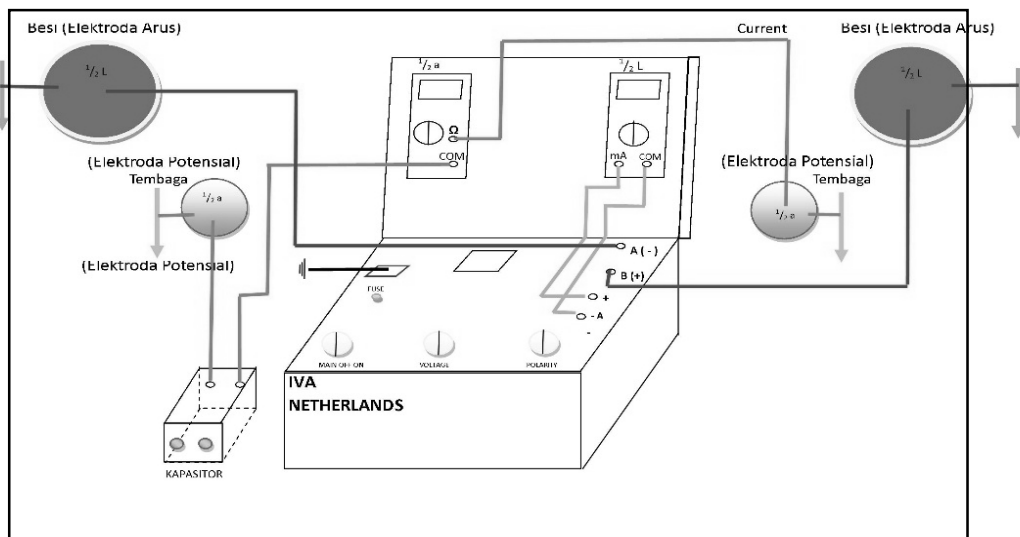 Besi (Elektroda Arus)
Current
Besi (Elektroda Arus)
1/2 L
1/2 a
1/2 L
1/2 L
Ω
COM
mA
COM
(Elektroda Potensial)
Tembaga
1/2 a
(Elektroda Potensial)
(Elektroda Potensial)
Tembaga
1/2 a
A (-)
B (+)
+
- A
-
FUSE
MAIN OFF ON
VOLTAGE
POLARITY
IVA
NETHERLANDS
KAPASITOR